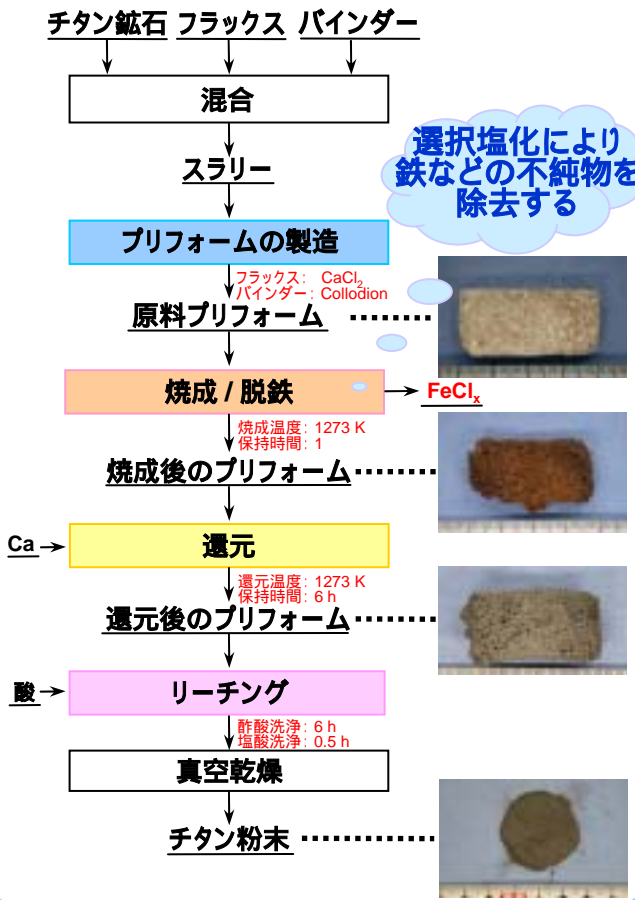 チタン鉱石 フラックス バインダー
混合
スラリー
選択塩化により
鉄などの不純物を
除去する
プリフォームの製造
フラックス: CaCl₂
バインダー: Collodion
原料プリフォーム
焼成 / 脱鉄
FeClₓ
焼成温度: 1273 K
保持時間: 1
焼成後のプリフォーム
Ca
還元
還元温度: 1273 K
保持時間: 6 h
還元後のプリフォーム
酸
リーチング
酢酸洗浄: 6 h
塩酸洗浄: 0.5 h
真空乾燥
チタン粉末